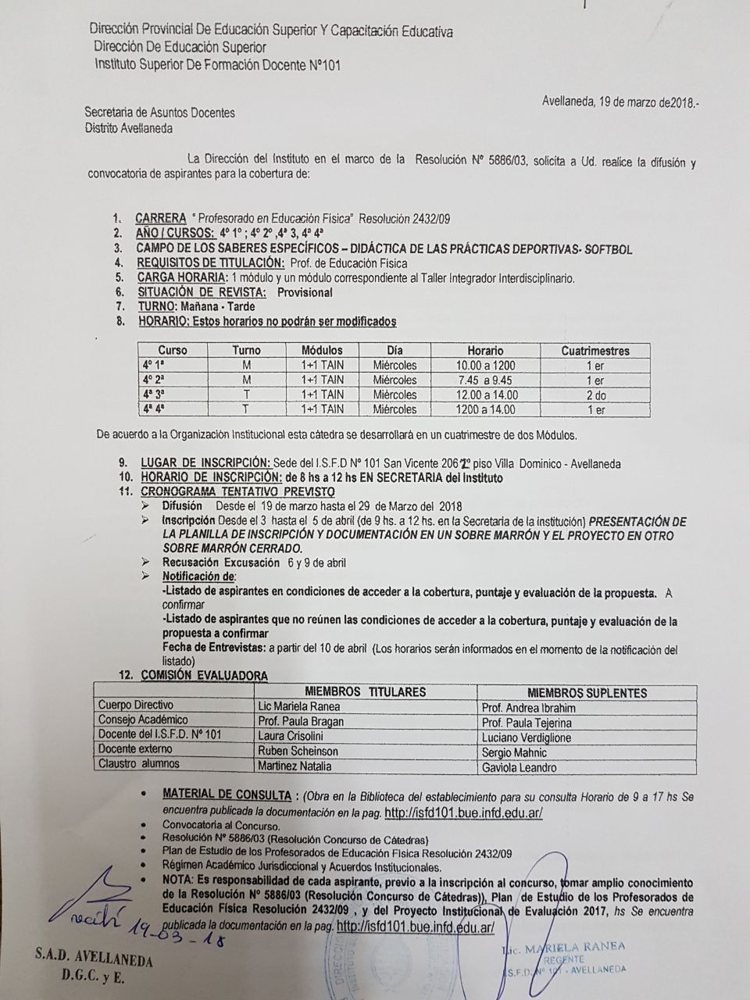 Dirección Provincial De Educación Superior Y Capacitación Educativa
Dirección De Educación Superior
Instituto Superior De Formación Docente Nº101
Avellaneda, 19 de marzo de2018.-
Secretaria de Asuntos Docentes
Distrito Avellaneda
La Dirección del Instituto en el marco de la Resolución Nº 5886/03, solicita a Ud. realice la difusión y
convocatoria de aspirantes para la cobertura de:
1. CARRERA " Profesorado en Educación Física" Resolución 2432/09
2. AÑO / CURSOS: 4º 1º ; 4º 2º ,4ª 3, 4ª 4ª
3. CAMPO DE LOS SABERES ESPECÍFICOS – DIDÁCTICA DE LAS PRÁCTICAS DEPORTIVAS- SOFTBOL
4. REQUISITOS DE TITULACIÓN: Prof. de Educación Física
5. CARGA HORARIA: 1 módulo y un módulo correspondiente al Taller Integrador Interdisciplinario.
6. SITUACIÓN DE REVISTA: Provisional
7. TURNO: Mañana - Tarde
8. HORARIO: Estos horarios no podrán ser modificados
Curso Turno Módulos Día Horario Cuatrimestres
4º 1ª M 1+1 TAIN Miércoles 10.00 a 1200 1 er
4º 2ª M 1+1 TAIN Miércoles 7.45 a 9.45 1 er
4ª 3ª T 1+1 TAIN Miércoles 12.00 a 14.00 2 do
4ª 4ª T 1+1 TAIN Miércoles 1200 a 14.00 1 er
De acuerdo a la Organización Institucional esta cátedra se desarrollará en un cuatrimestre de dos Módulos.
9. LUGAR DE INSCRIPCIÓN: Sede del I.S.F.D Nº 101 San Vicente 206 2º piso Villa Dominico - Avellaneda
10. HORARIO DE INSCRIPCIÓN: de 8 hs a 12 hs EN SECRETARIA del Instituto
11. CRONOGRAMA TENTATIVO PREVISTO
➢ Difusión Desde el 19 de marzo hasta el 29 de Marzo del 2018
➢ Inscripción Desde el 3 hasta el 5 de abril (de 9 hs. a 12 hs. en la Secretaria de la institución) PRESENTACIÓN DE
LA PLANILLA DE INSCRIPCIÓN Y DOCUMENTACIÓN EN UN SOBRE MARRÓN Y EL PROYECTO EN OTRO
SOBRE MARRÓN CERRADO.
➢ Recusación Excusación 6 y 9 de abril
➢ Notificación de:
-Listado de aspirantes en condiciones de acceder a la cobertura, puntaje y evaluación de la propuesta. A
confirmar
-Listado de aspirantes que no reúnen las condiciones de acceder a la cobertura, puntaje y evaluación de la
propuesta a confirmar
Fecha de Entrevistas: a partir del 10 de abril (Los horarios serán informados en el momento de la notificación del
listado)
12. COMISIÓN EVALUADORA
MIEMBROS TITULARES MIEMBROS SUPLENTES
Cuerpo Directivo Lic Mariela Ranea Prof. Andrea Ibrahim
Consejo Académico Prof. Paula Bragan Prof. Paula Tejerina
Docente del I.S.F.D. Nº 101 Laura Crisolini Luciano Verdiglione
Docente externo Ruben Scheinson Sergio Mahnic
Claustro alumnos Martinez Natalia Gaviola Leandro
• MATERIAL DE CONSULTA : (Obra en la Biblioteca del establecimiento para su consulta Horario de 9 a 17 hs Se
encuentra publicada la documentación en la pag. http://isfd101.bue.infd.edu.ar/
• Convocatoria al Concurso.
• Resolución Nº 5886/03 (Resolución Concurso de Cátedras)
• Plan de Estudio de los Profesorados de Educación Física Resolución 2432/09
• Régimen Académico Jurisdiccional y Acuerdos Institucionales.
• NOTA: Es responsabilidad de cada aspirante, previo a la inscripción al concurso, tomar amplio conocimiento
de la Resolución Nº 5886/03 (Resolución Concurso de Cátedras)), Plan de Estudio de los Profesorados de
Educación Física Resolución 2432/09 , y del Proyecto Institucional de Evaluación 2017, hs Se encuentra
publicada la documentación en la pag. http://isfd101.bue.infd.edu.ar/
recibí 19-03-18
S.A.D. AVELLANEDA
D.G.C. y E.
Lic. MARIELA RANEA
REGENTE
I.S.F.D. Nº 101 - AVELLANEDA